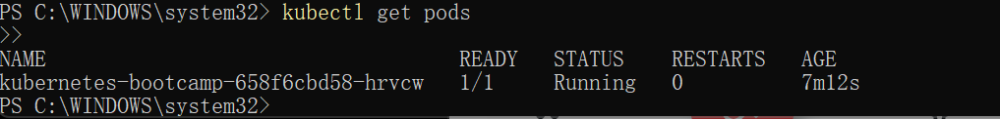 PS C:\WINDOWS\system32> kubectl get pods
>>
NAME READY STATUS RESTARTS AGE
kubernetes-bootcamp-658f6cbd58-hrvcw 1/1 Running 0 7m12s
PS C:\WINDOWS\system32>